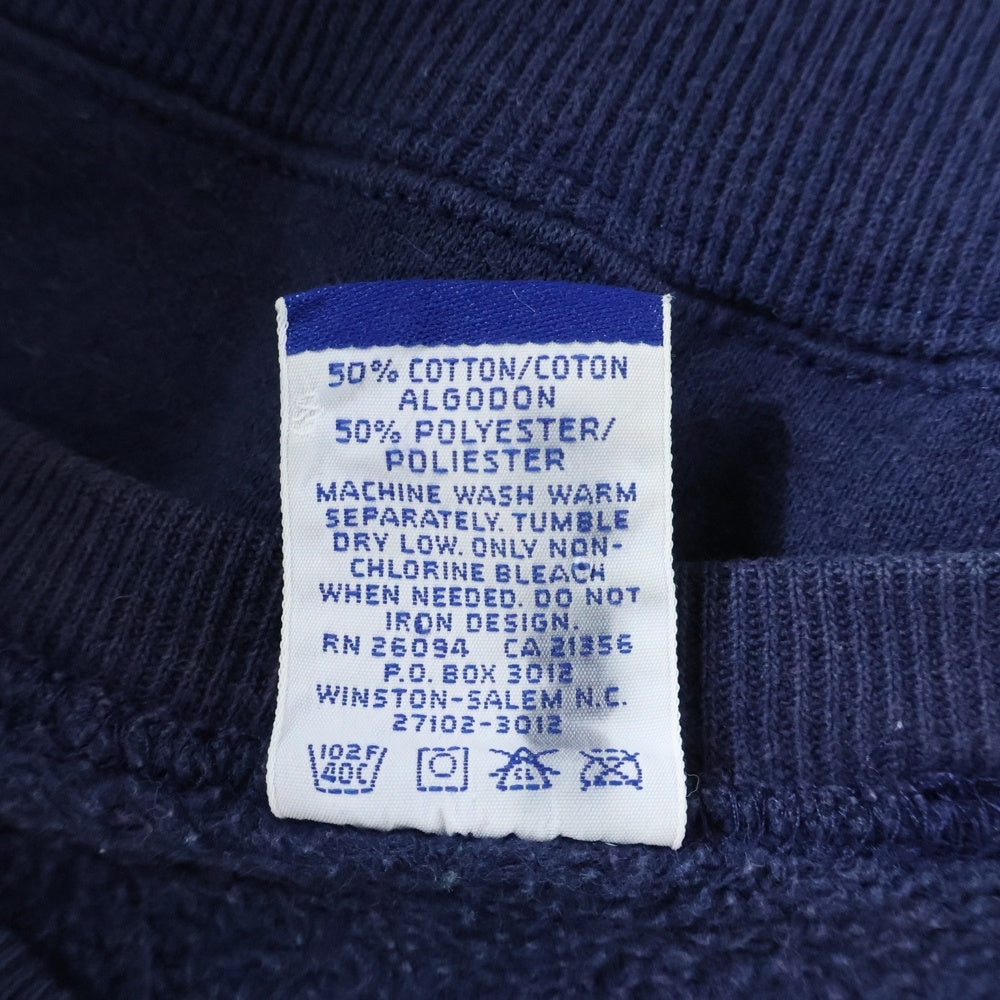 50% COTTON/COTON
ALGODON
50% POLYESTER/
POLIESTER
MACHINE WASH WARM
SEPARATELY. TUMBLE
DRY LOW. ONLY NON-
CHLORINE BLEACH
WHEN NEEDED. DO NOT
IRON DESIGN.
RN 26094 CA 21356
P.O. BOX 3012
WINSTON-SALEM N.C.
27102-3012
102F/
40C
CL